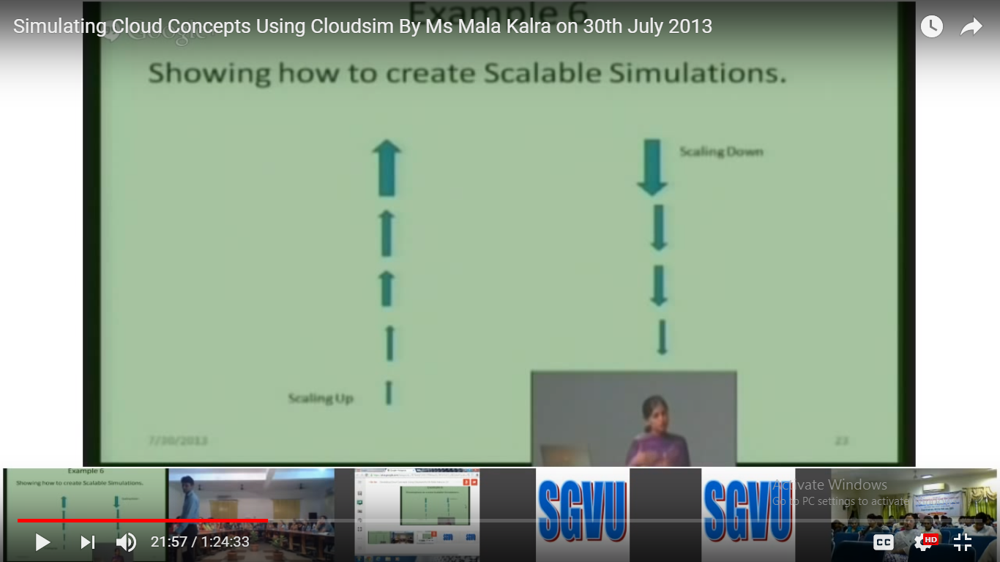 Example 6
Simulating Cloud Concepts Using Cloudsim By Ms Mala Kalra on 30th July 2013
Showing how to create Scalable Simulations.
Scaling Down
Scaling Up
7/30/2013
23
Example 6
Showing how to create Scalable Simulations.
SGVU
SGVU
Activate Windows
Go to PC settings to activate
21:57 / 1:24:33
CC
HD